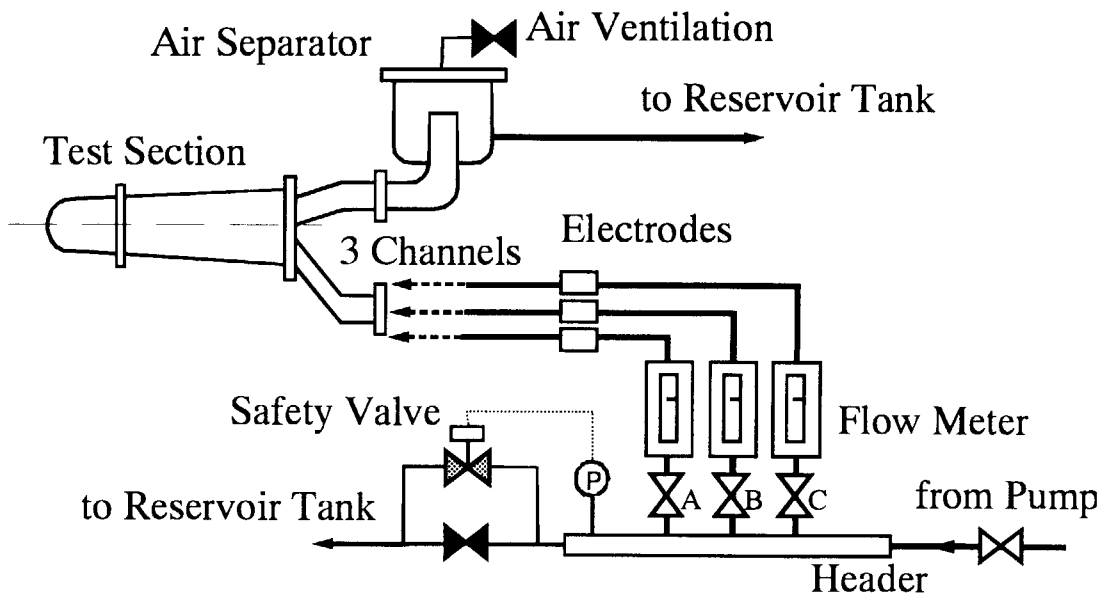 Air Separator
Air Ventilation
to Reservoir Tank
Test Section
Electrodes
3 Channels
Safety Valve
Flow Meter
P
A
B
C
to Reservoir Tank
from Pump
Header